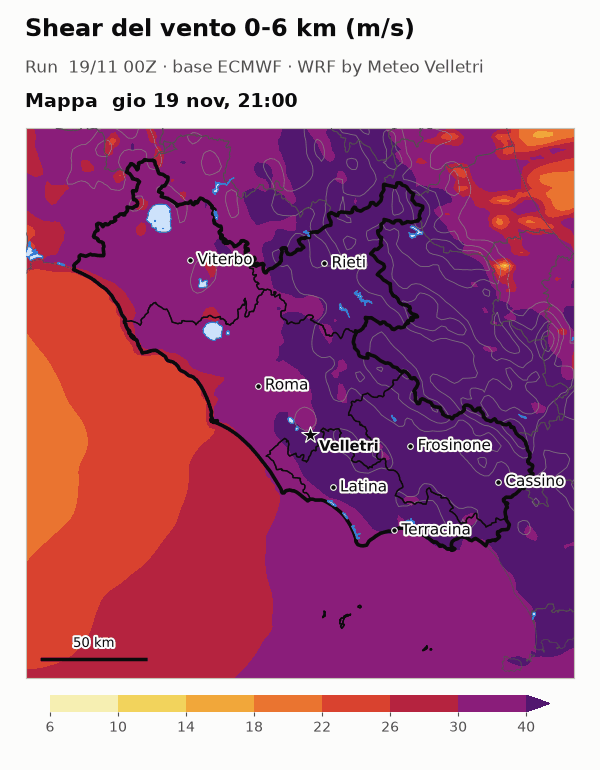 Shear del vento 0-6 km (m/s)
Run 19/11 00Z · base ECMWF · WRF by Meteo Velletri
Mappa gio 19 nov, 21:00
Viterbo
Rieti
Roma
Velletri
Frosinone
Latina
Cassino
Terracina
50 km
6 10 14 18 22 26 30 40